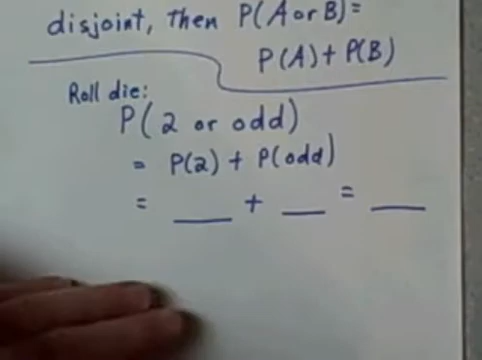 disjoint, then P(A or B) =
P(A) + P(B)
Roll die:
P(2 or odd)
= P(2) + P(odd)
= ___ + ___ = ___